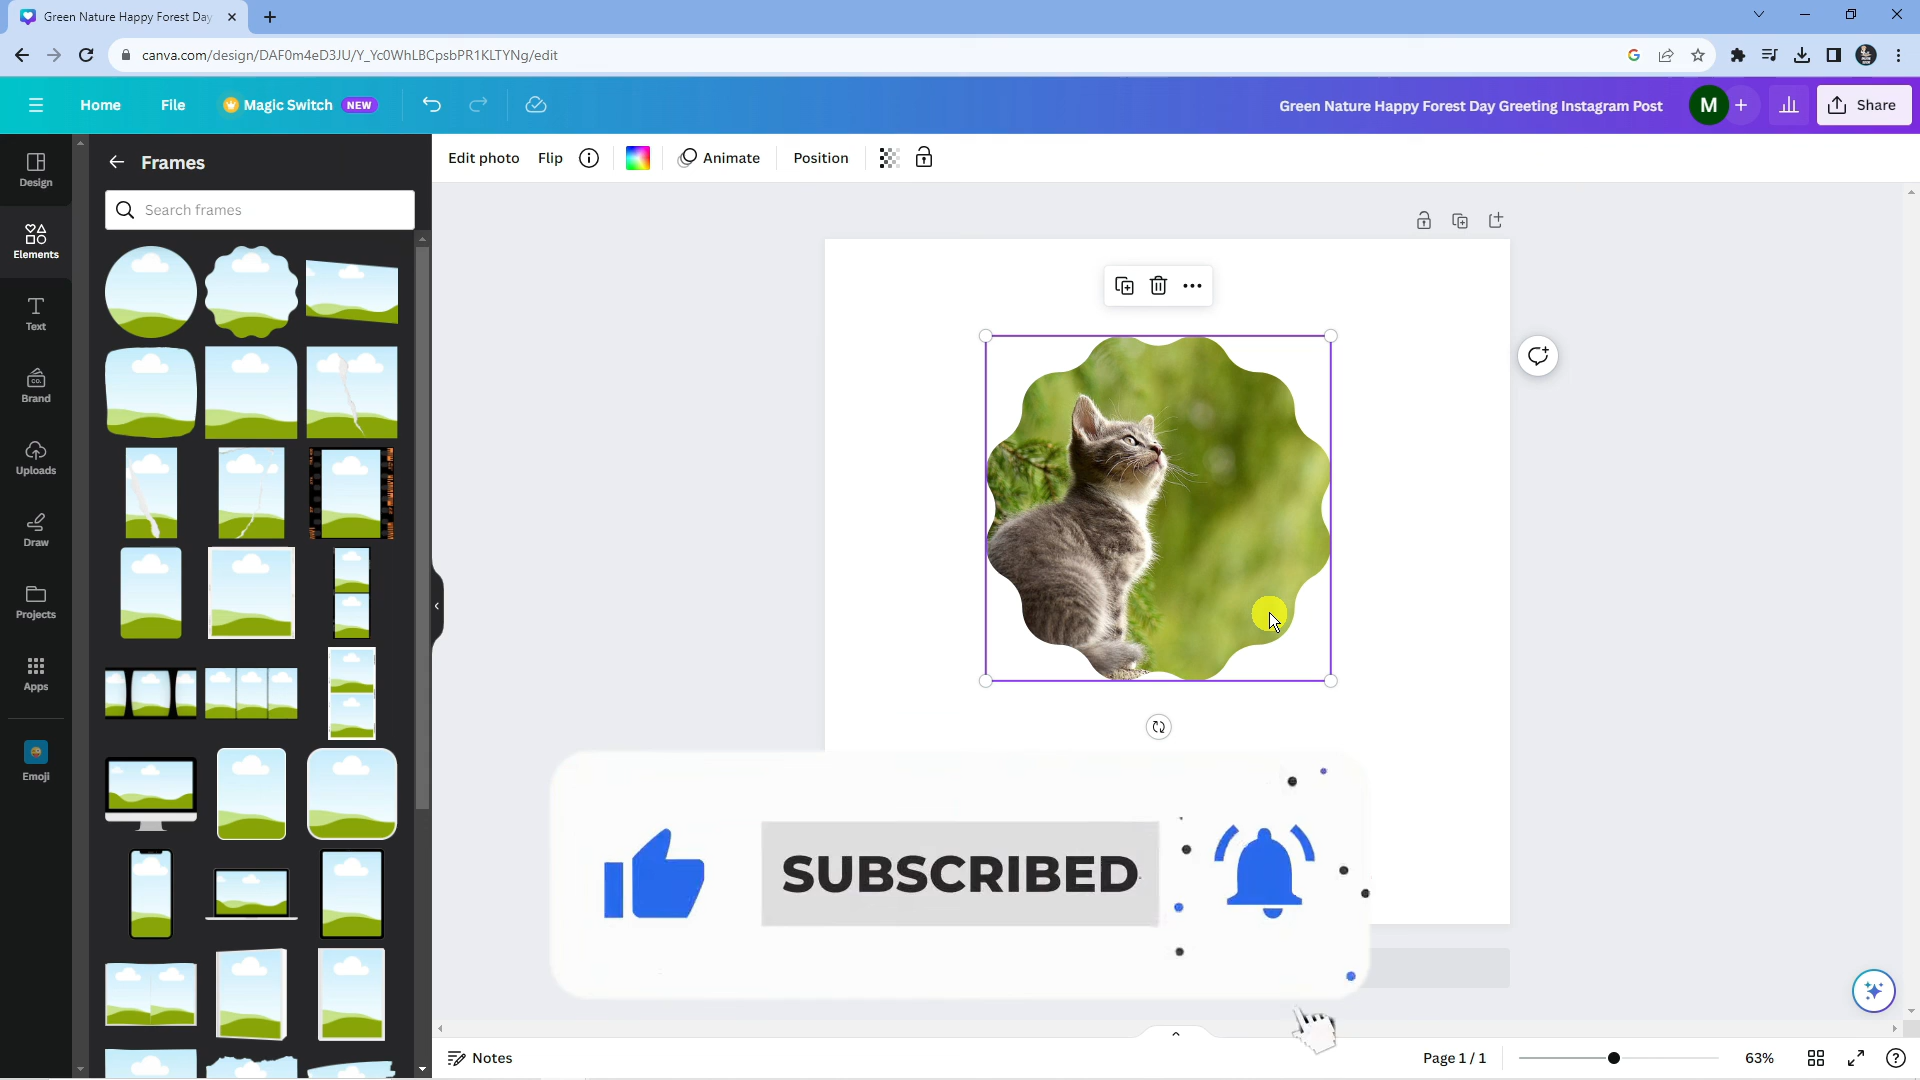 Green Nature Happy Forest Day
canva.com/design/DAF0m4eD3JU/Y_Yc0WhLBCpsbPR1KLTYNg/edit
Home File Magic Switch NEW Green Nature Happy Forest Day Greeting Instagram Post M Share
Design
Elements
Text
CO.
Brand
Uploads
Draw
Projects
Apps
Emoji
Frames
Search frames
Edit photo Flip Animate Position
SUBSCRIBED
Notes Page 1 / 1 63%